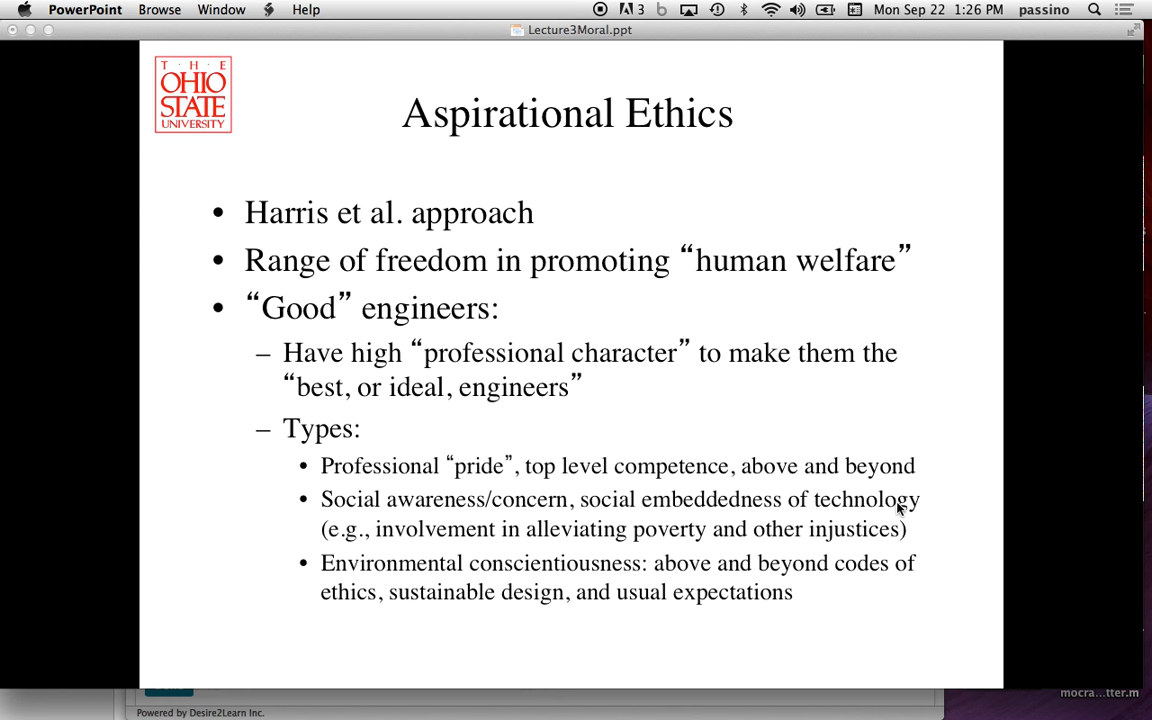 PowerPoint Browse Window Help 3 Mon Sep 22 1:26 PM passino
Lecture3Moral.ppt
T · H · E
OHIO
STATE
UNIVERSITY
Aspirational Ethics
• Harris et al. approach
• Range of freedom in promoting “human welfare”
• “Good” engineers:
– Have high “professional character” to make them the
“best, or ideal, engineers”
– Types:
• Professional “pride”, top level competence, above and beyond
• Social awareness/concern, social embeddedness of technology
(e.g., involvement in alleviating poverty and other injustices)
• Environmental conscientiousness: above and beyond codes of
ethics, sustainable design, and usual expectations
mocra...tter.m
Powered by Desire2Learn Inc.